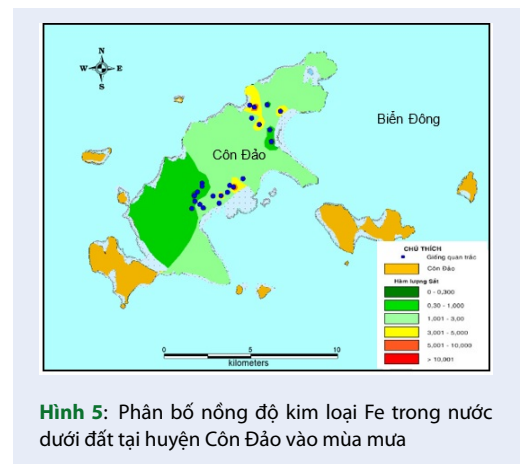 N
W E
S
Biển Đông
Côn Đảo
CHÚ THÍCH
Giếng quan trắc
Côn Đảo
Hàm lượng Sắt
0 - 0,300
0,30 - 1,000
1,001 - 3,00
3,001 - 5,000
5,001 - 10,000
> 10,001
0 5 10
kilometers
Hình 5: Phân bố nồng độ kim loại Fe trong nước
dưới đất tại huyện Côn Đảo vào mùa mưa